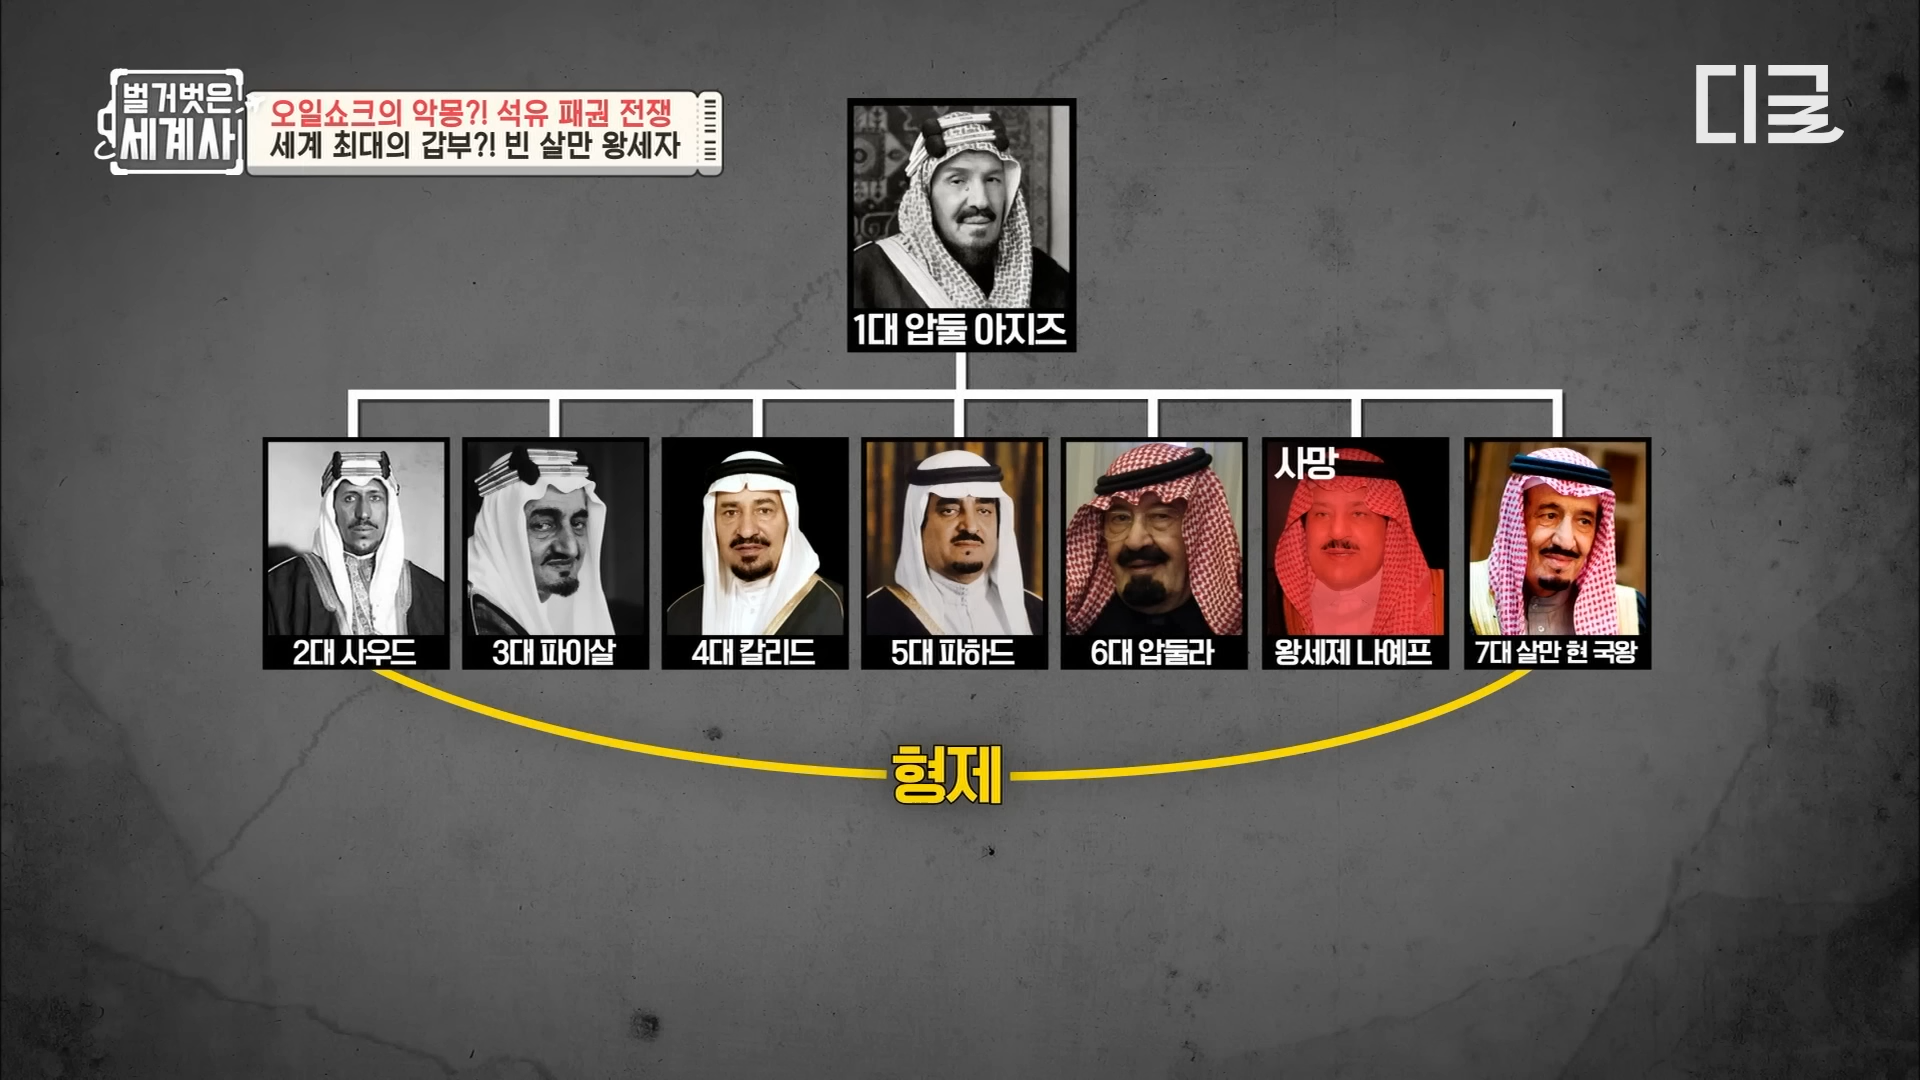 벌거벗은
세계사
오일쇼크의 악몽?! 석유 패권 전쟁
세계 최대의 갑부?! 빈 살만 왕세자
디글
1대 압둘 아지즈
사망
2대 사우드
3대 파이살
4대 칼리드
5대 파하드
6대 압둘라
왕세제 나예프
7대 살만 현 국왕
형제